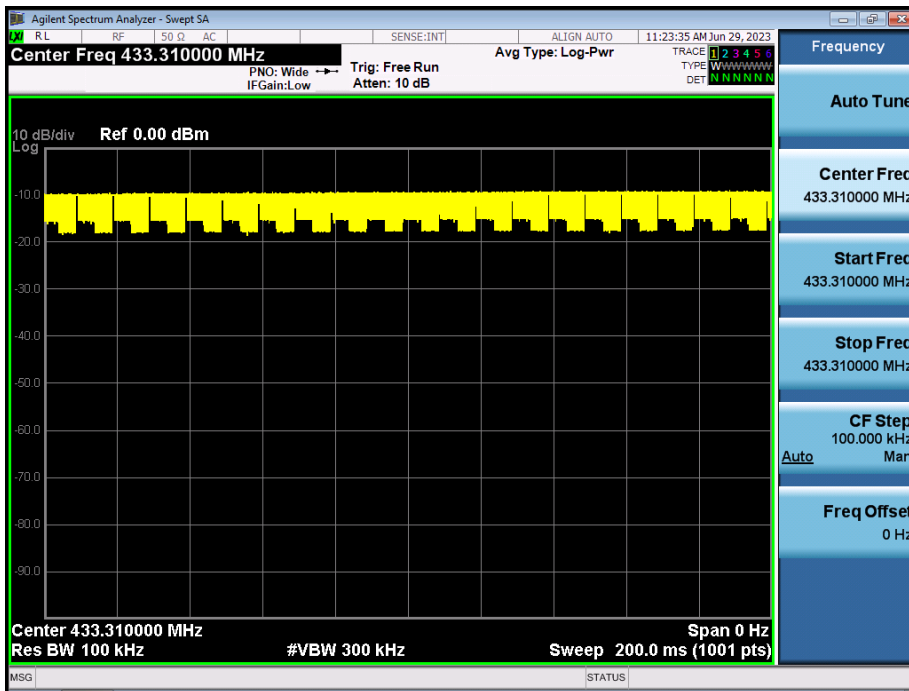 Agilent Spectrum Analyzer - Swept SA
LXI RL RF 50 Ω AC SENSE:INT ALIGN AUTO 11:23:35 AM Jun 29, 2023
Center Freq 433.310000 MHz
PNO: Wide
IFGain:Low
Trig: Free Run
Atten: 10 dB
Avg Type: Log-Pwr
TRACE 1 2 3 4 5 6
TYPE WWWWWW
DET N N N N N N
10 dB/div Ref 0.00 dBm
Log
-10.0
-20.0
-30.0
-40.0
-50.0
-60.0
-70.0
-80.0
-90.0
Center 433.310000 MHz Span 0 Hz
Res BW 100 kHz #VBW 300 kHz Sweep 200.0 ms (1001 pts)
MSG STATUS
Frequency
Auto Tune
Center Freq
433.310000 MHz
Start Freq
433.310000 MHz
Stop Freq
433.310000 MHz
CF Step
100.000 kHz
Auto Man
Freq Offset
0 Hz